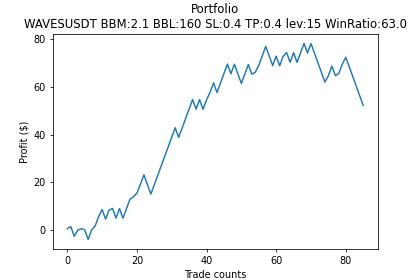 Portfolio
WAVESUSDT BBM:2.1 BBL:160 SL:0.4 TP:0.4 lev:15 WinRatio:63.0
80
60
40
20
0
Profit ($)
0 20 40 60 80
Trade counts